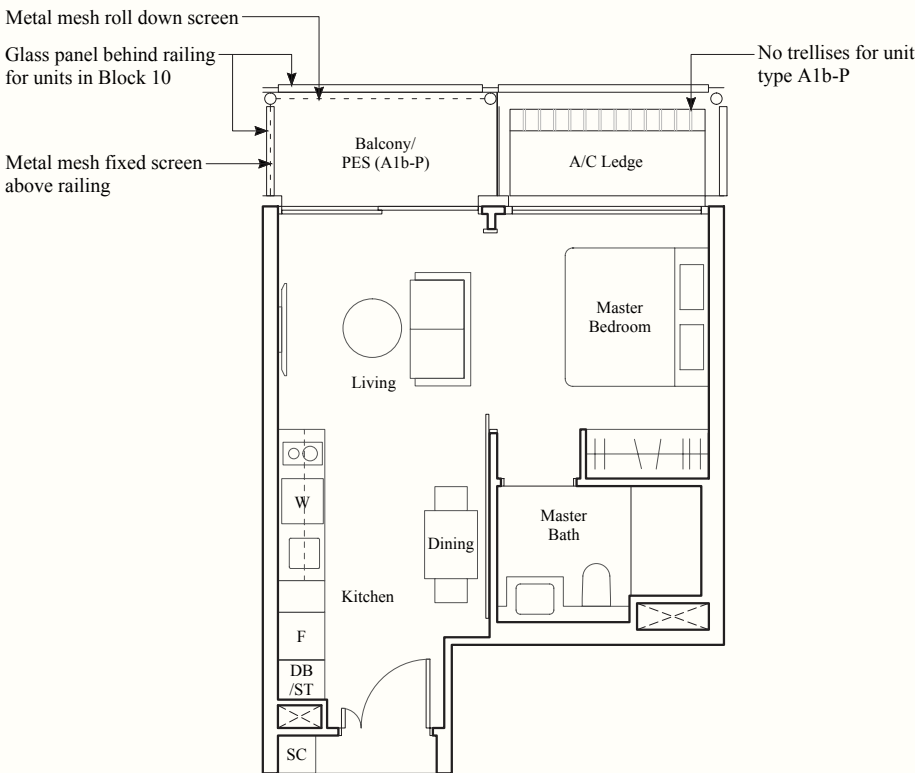 Metal mesh roll down screen
Glass panel behind railing
for units in Block 10
No trellises for unit
type A1b-P
Balcony/
PES (A1b-P)
A/C Ledge
Metal mesh fixed screen
above railing
Master
Bedroom
Living
W
Master
Bath
Dining
Kitchen
F
DB
/ST
SC